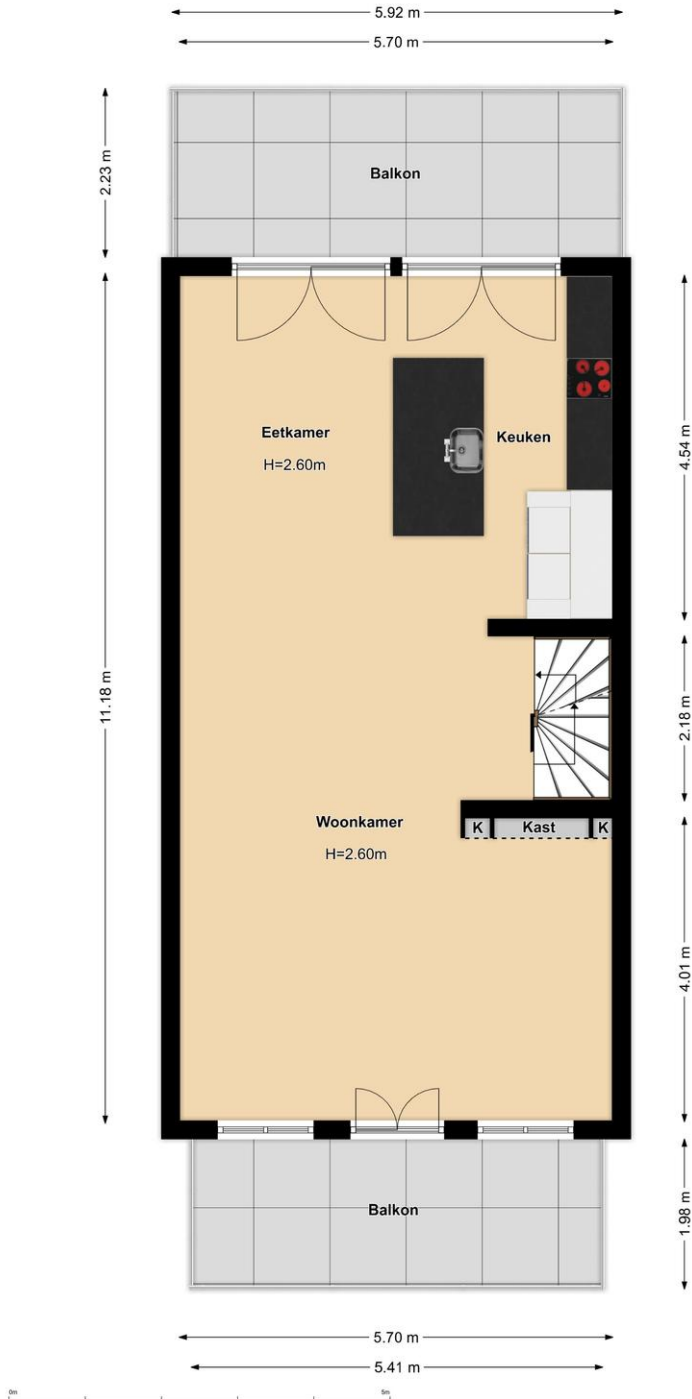 5.92 m
5.70 m
2.23 m
Balkon
Eetkamer
H=2.60m
Keuken
4.54 m
11.18 m
2.18 m
Woonkamer
H=2.60m
K
Kast
K
4.01 m
Balkon
1.98 m
5.70 m
5.41 m
0m
5m